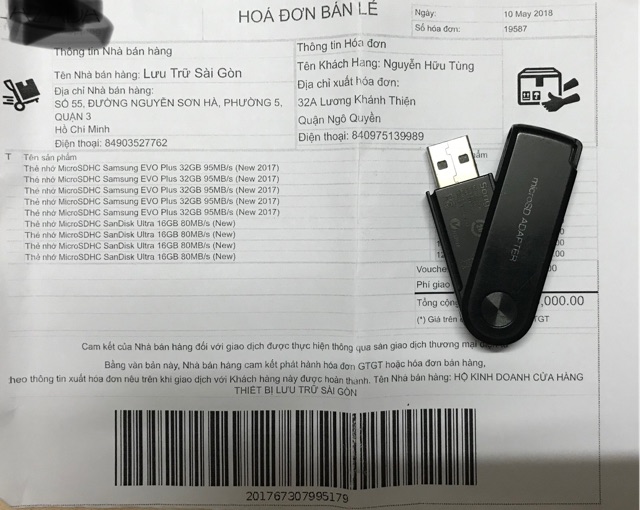 HOÁ ĐƠN BÁN LẺ
Ngày: 10 May 2018
Số hóa đơn: 19587
Thông tin Nhà bán hàng
Tên Nhà bán hàng: Lưu Trữ Sài Gòn
Địa chỉ Nhà bán hàng:
SỐ 55, ĐƯỜNG NGUYỄN SƠN HÀ, PHƯỜNG 5,
QUẬN 3
Hồ Chí Minh
Điện thoại: 84903527762
Thông tin Hóa đơn
Tên Khách Hang: Nguyễn Hữu Tùng
Địa chỉ xuất hóa đơn:
32A Lương Khánh Thiện
Quận Ngô Quyền
Điện thoại: 840975139989
T Tên sản phẩm
Thẻ nhớ MicroSDHC Samsung EVO Plus 32GB 95MB/s (New 2017)
Thẻ nhớ MicroSDHC Samsung EVO Plus 32GB 95MB/s (New 2017)
Thẻ nhớ MicroSDHC Samsung EVO Plus 32GB 95MB/s (New 2017)
Thẻ nhớ MicroSDHC Samsung EVO Plus 32GB 95MB/s (New 2017)
Thẻ nhớ MicroSDHC Samsung EVO Plus 32GB 95MB/s (New 2017)
Thẻ nhớ MicroSDHC SanDisk Ultra 16GB 80MB/s (New)
Thẻ nhớ MicroSDHC SanDisk Ultra 16GB 80MB/s (New)
Thẻ nhớ MicroSDHC SanDisk Ultra 16GB 80MB/s (New)
Thẻ nhớ MicroSDHC SanDisk Ultra 16GB 80MB/s (New)
microSD ADAPTER
Phí giao
Tổng cộng ,000.00
(*) Giá trên TGT
Cam kết của Nhà bán hàng đối với giao dịch được thực hiện thông qua sàn giao dịch thương mại
Bằng văn bản này, Nhà bán hàng cam kết phát hành hóa đơn GTGT hoặc hóa đơn bán hàng,
theo thông tin xuất hóa đơn nêu trên khi giao dịch với Khách hàng này được hoàn thành. Tên Nhà bán hàng: HỘ KINH DOANH CỬA HÀNG
THIẾT BỊ LƯU TRỮ SÀI GÒN
201767307995179